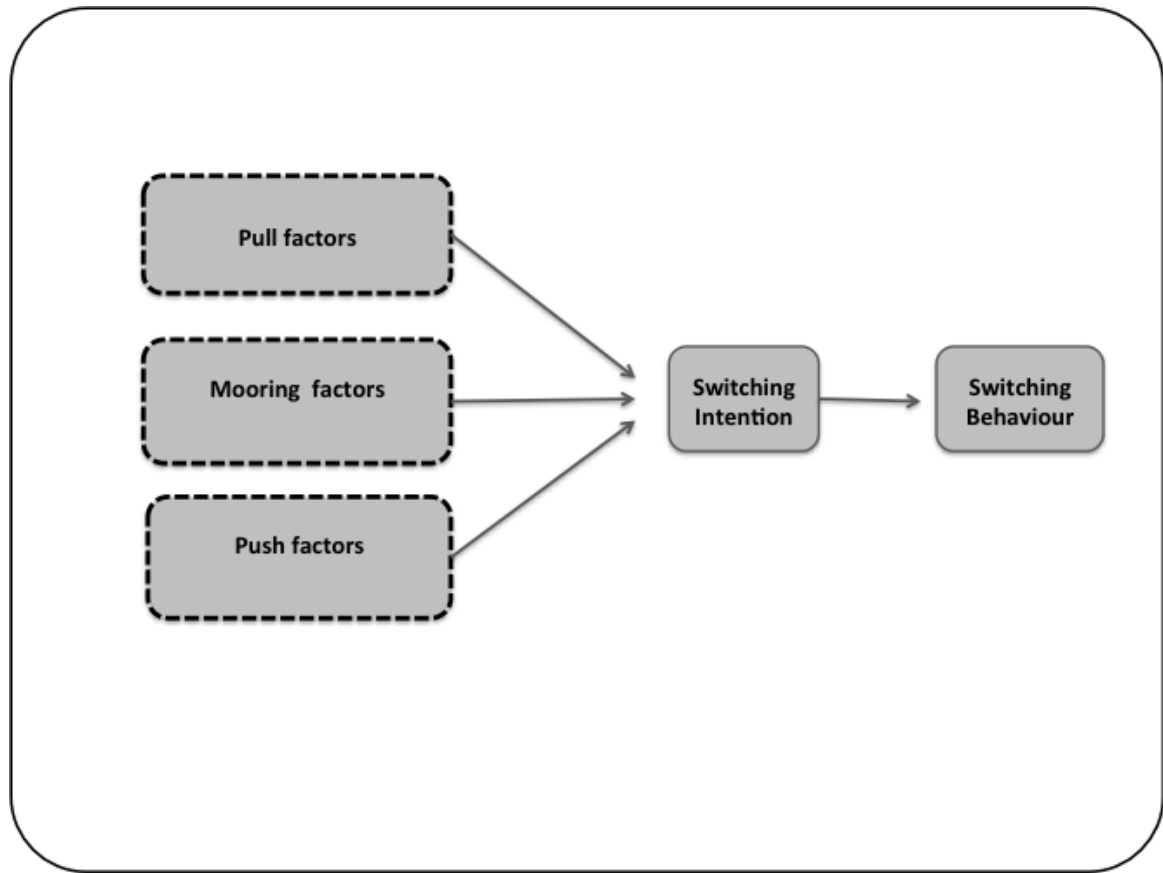 Pull factors
Mooring  factors
Push factors
Switching
Intention
Switching
Behaviour